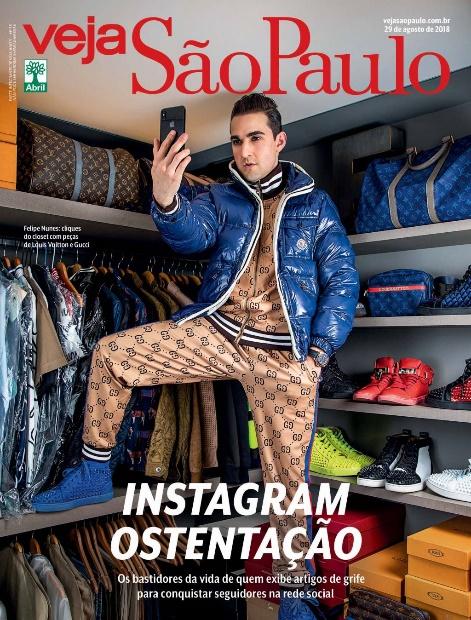 vejasaopaulo.com.br
29 de agosto de 2018
veja SãoPaulo
Abril
Felipe Nunes: cliques
do closet com peças
de Louis Vuitton e Gucci
INSTAGRAM
OSTENTAÇÃO
Os bastidores da vida de quem exibe artigos de grife
para conquistar seguidores na rede social